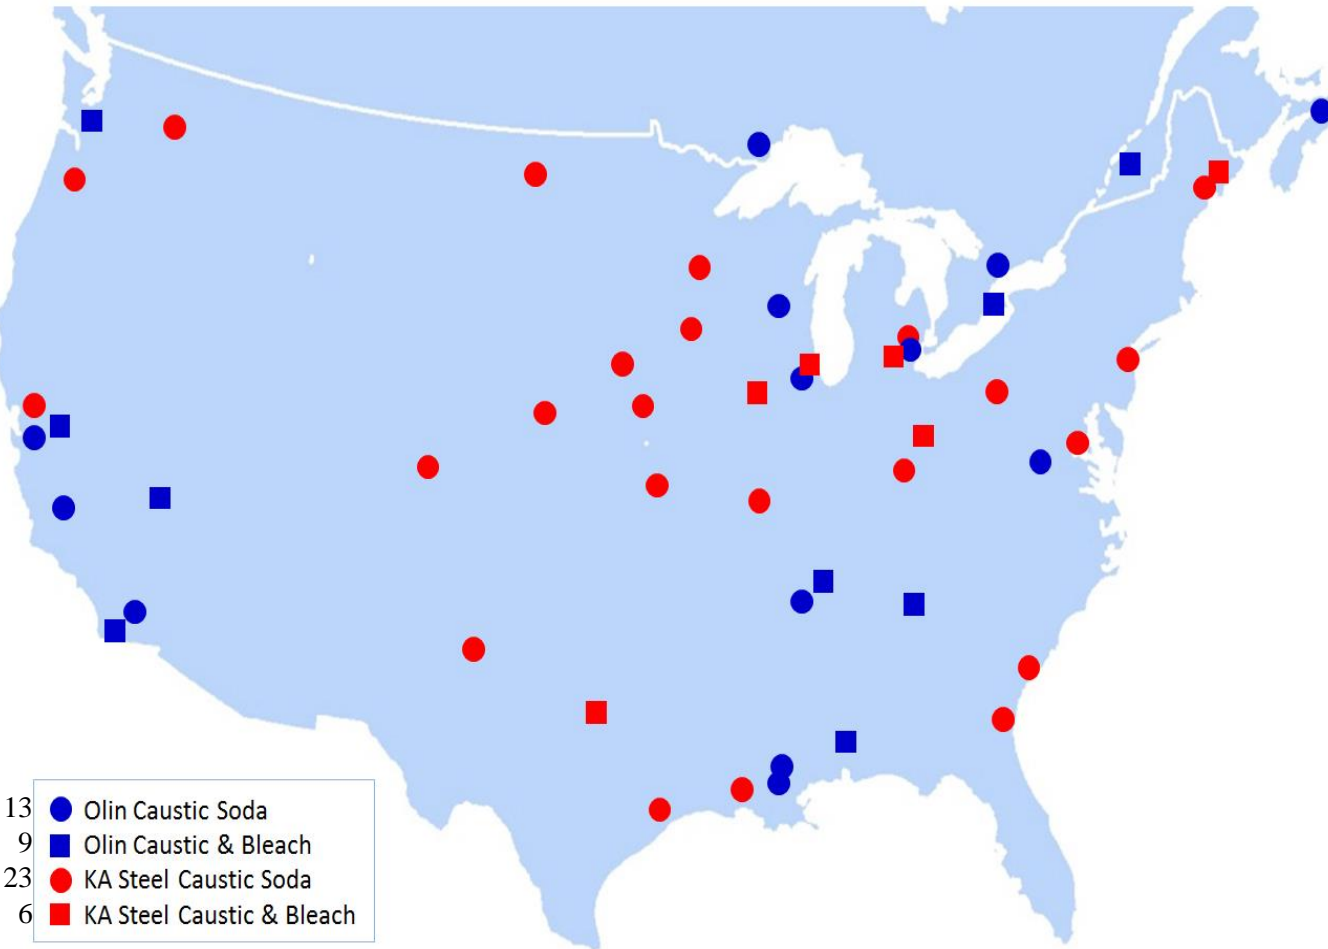 13 Olin Caustic Soda
9 Olin Caustic & Bleach
23 KA Steel Caustic Soda
6 KA Steel Caustic & Bleach